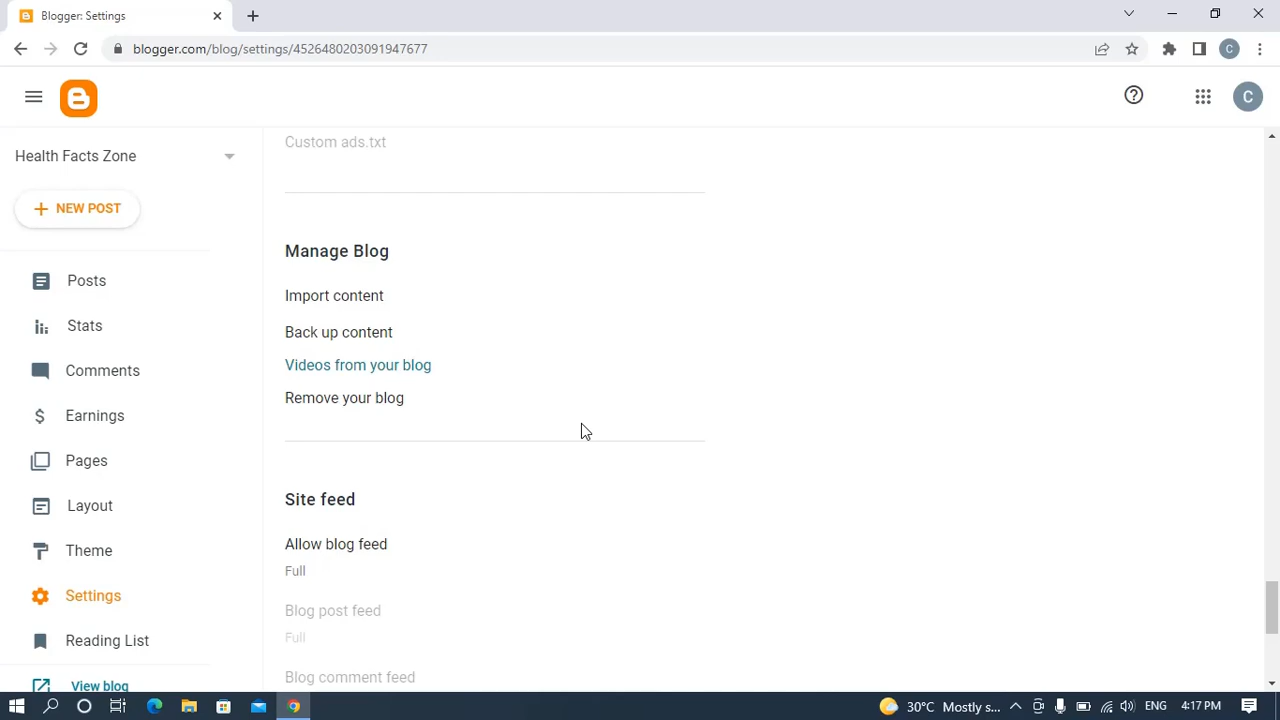 Blogger: Settings
blogger.com/blog/settings/4526480203091947677
C
C
Health Facts Zone
NEW POST
Posts
Stats
Comments
Earnings
Pages
Layout
Theme
Settings
Reading List
View blog
Custom ads.txt
Manage Blog
Import content
Back up content
Videos from your blog
Remove your blog
Site feed
Allow blog feed
Full
Blog post feed
Full
Blog comment feed
30°C Mostly s...
ENG
4:17 PM